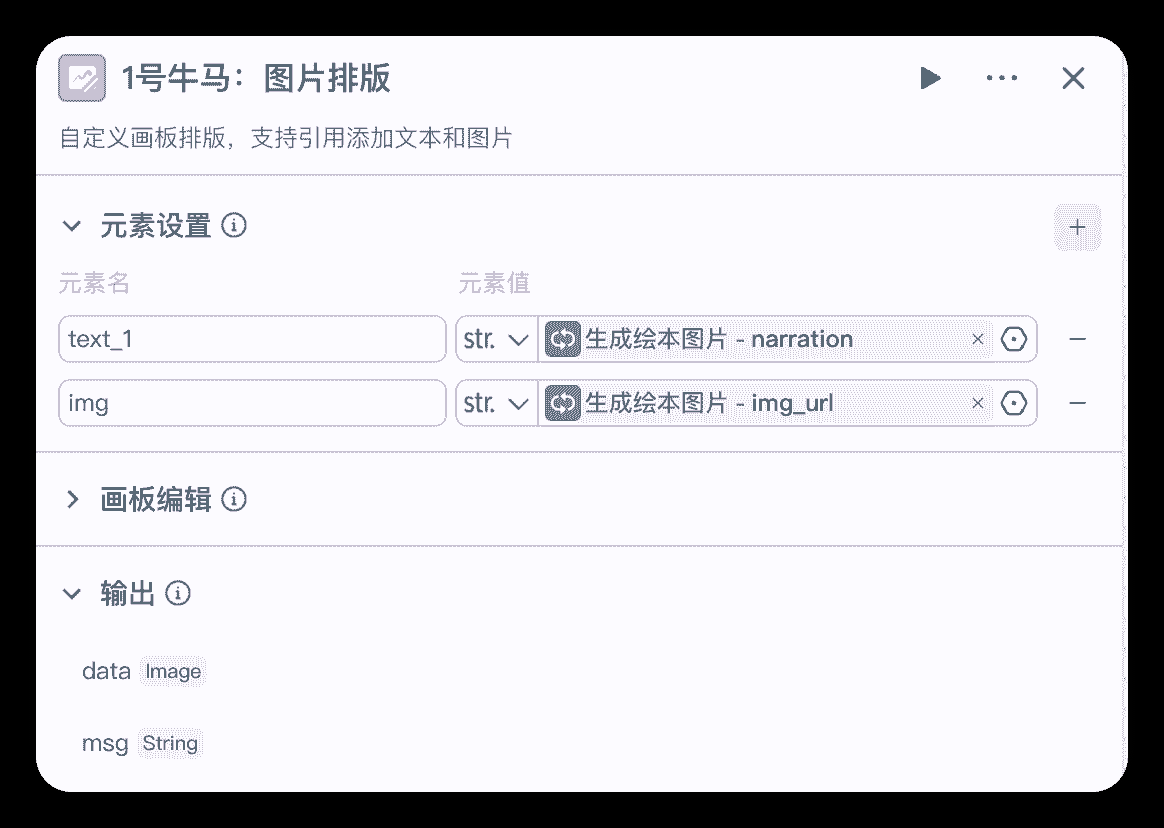 1号牛马：图片排版
自定义画板排版，支持引用添加文本和图片
元素设置
元素名 元素值
text_1 str. 生成绘本图片 - narration
img str. 生成绘本图片 - img_url
画板编辑
输出
data Image
msg String